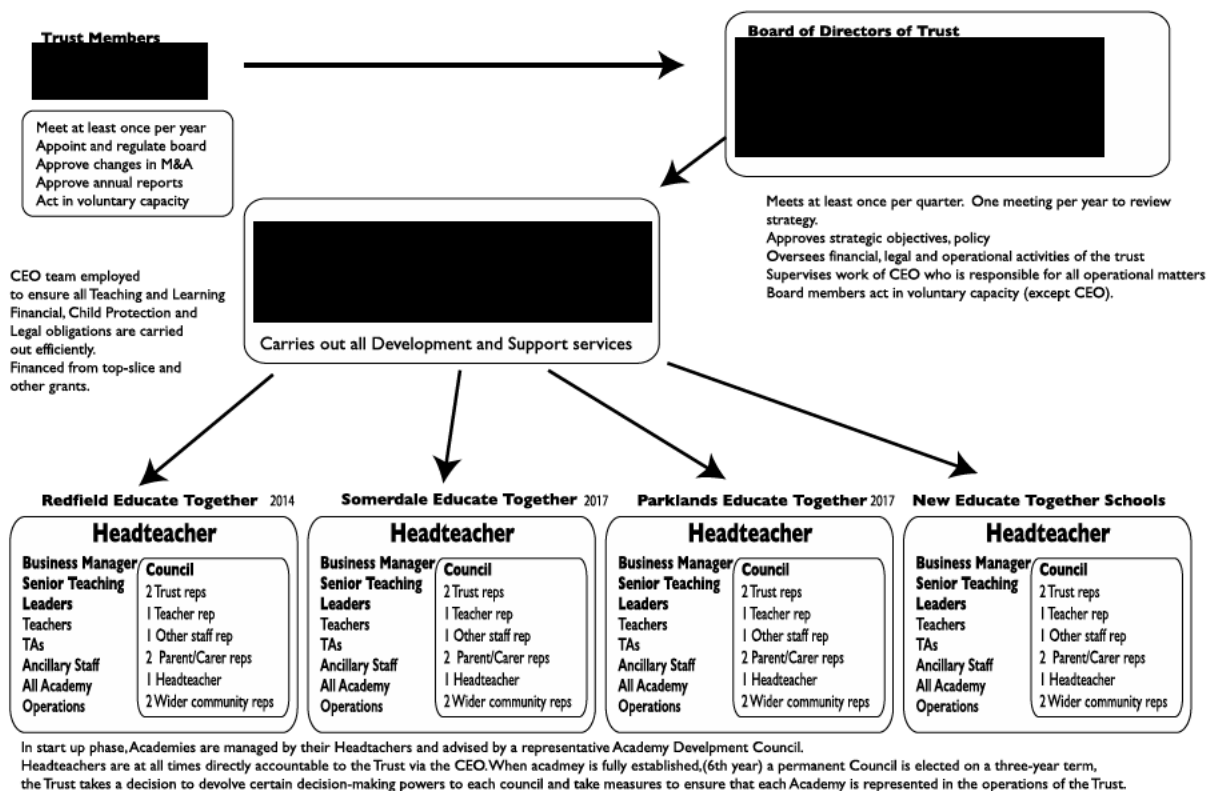 Trust Members
Meet at least once per year
Appoint and regulate board
Approve changes in M&A
Approve annual reports
Act in voluntary capacity
Board of Directors of Trust
Meets at least once per quarter. One meeting per year to review
strategy.
Approves strategic objectives, policy
Oversees financial, legal and operational activities of the trust
Supervises work of CEO who is responsible for all operational matters
Board members act in voluntary capacity (except CEO).
CEO team employed
to ensure all Teaching and Learning
Financial, Child Protection and
Legal obligations are carried
out efficiently.
Financed from top-slice and
other grants.
Carries out all Development and Support services
Redfield Educate Together 2014
Headteacher
Business Manager
Senior Teaching
Leaders
Teachers
TAs
Ancillary Staff
All Academy
Operations
Council
2 Trust reps
1 Teacher rep
1 Other staff rep
2 Parent/Carer reps
1 Headteacher
2 Wider community reps
Somerdale Educate Together 2017
Headteacher
Business Manager
Senior Teaching
Leaders
Teachers
TAs
Ancillary Staff
All Academy
Operations
Council
2 Trust reps
1 Teacher rep
1 Other staff rep
2 Parent/Carer reps
1 Headteacher
2 Wider community reps
Parklands Educate Together 2017
Headteacher
Business Manager
Senior Teaching
Leaders
Teachers
TAs
Ancillary Staff
All Academy
Operations
Council
2 Trust reps
1 Teacher rep
1 Other staff rep
2 Parent/Carer reps
1 Headteacher
2 Wider community reps
New Educate Together Schools
Headteacher
Business Manager
Senior Teaching
Leaders
Teachers
TAs
Ancillary Staff
All Academy
Operations
Council
2 Trust reps
1 Teacher rep
1 Other staff rep
2 Parent/Carer reps
1 Headteacher
2 Wider community reps
In start up phase, Academies are managed by their Headtachers and advised by a representative Academy Develpment Council.
Headteachers are at all times directly accountable to the Trust via the CEO. When acadmey is fully established, (6th year) a permanent Council is elected on a three-year term,
the Trust takes a decision to devolve certain decision-making powers to each council and take measures to ensure that each Academy is represented in the operations of the Trust.